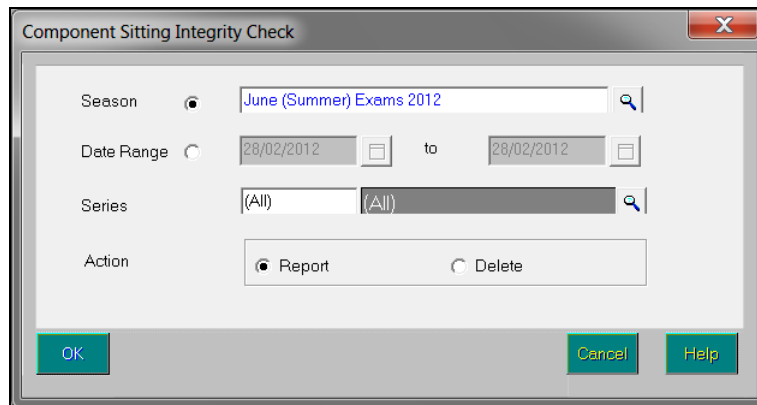 Component Sitting Integrity Check
X
Season June (Summer) Exams 2012
Date Range 28/02/2012 to 28/02/2012
Series (All) (All)
Action Report Delete
OK Cancel Help